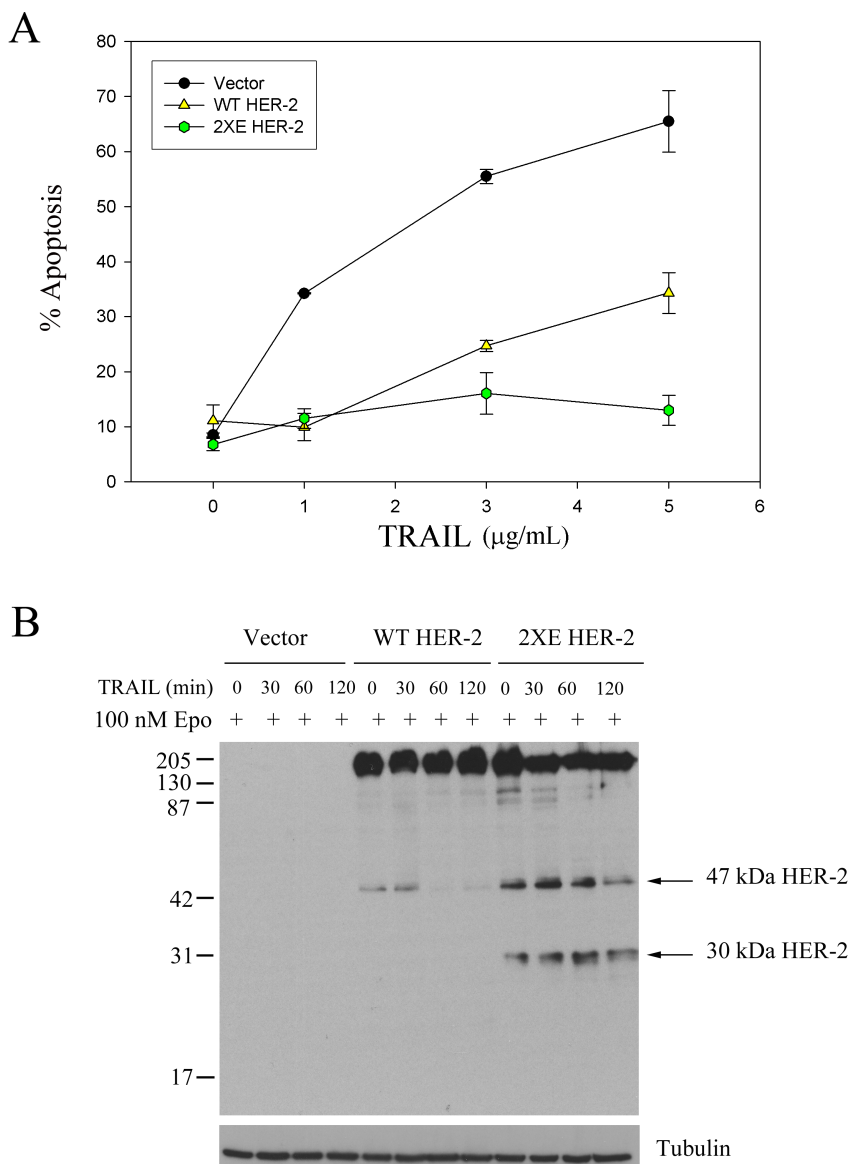 A
80
70
60
50
40
30
20
10
0
% Apoptosis
Vector
WT HER-2
2XE HER-2
0 1 2 3 4 5 6
TRAIL (μg/mL)
B
Vector WT HER-2 2XE HER-2
TRAIL (min) 0 30 60 120 0 30 60 120 0 30 60 120
100 nM Epo + + + + + + + + + + + +
205
130
87
47 kDa HER-2
42
31
30 kDa HER-2
17
Tubulin